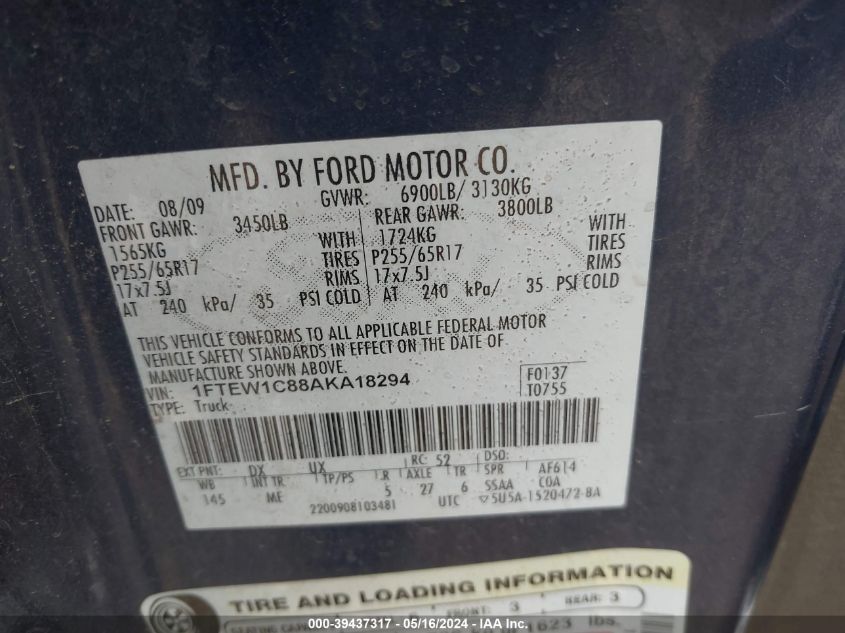 MFD. BY FORD MOTOR CO.
DATE: 08/09 GVWR: 6900LB/ 3130KG
FRONT GAWR: 3450LB REAR GAWR: 3800LB
1565KG WITH 1724KG WITH
P255/65R17 TIRES P255/65R17 TIRES
17x7.5J RIMS 17x7.5J RIMS
AT 240 kPa/ 35 PSI COLD AT 240 kPa/ 35 PSI COLD
THIS VEHICLE CONFORMS TO ALL APPLICABLE FEDERAL MOTOR
VEHICLE SAFETY STANDARDS IN EFFECT ON THE DATE OF
MANUFACTURE SHOWN ABOVE.
VIN: 1FTEW1C88AKA18294 F0137
TYPE: Truck T0755
EXT PNT: DX UX RC: 52 DSO:
WB INT TR TP/PS R AXLE TR SPR AF614
145 ME 5 27 6 SSAA COA
2200908103481 UTC ▽5U5A-1520472-BA
TIRE AND LOADING INFORMATION
FRONT: 3 REAR: 3
1623 lbs.
000-39437317 - 05/16/2024 - IAA Inc.